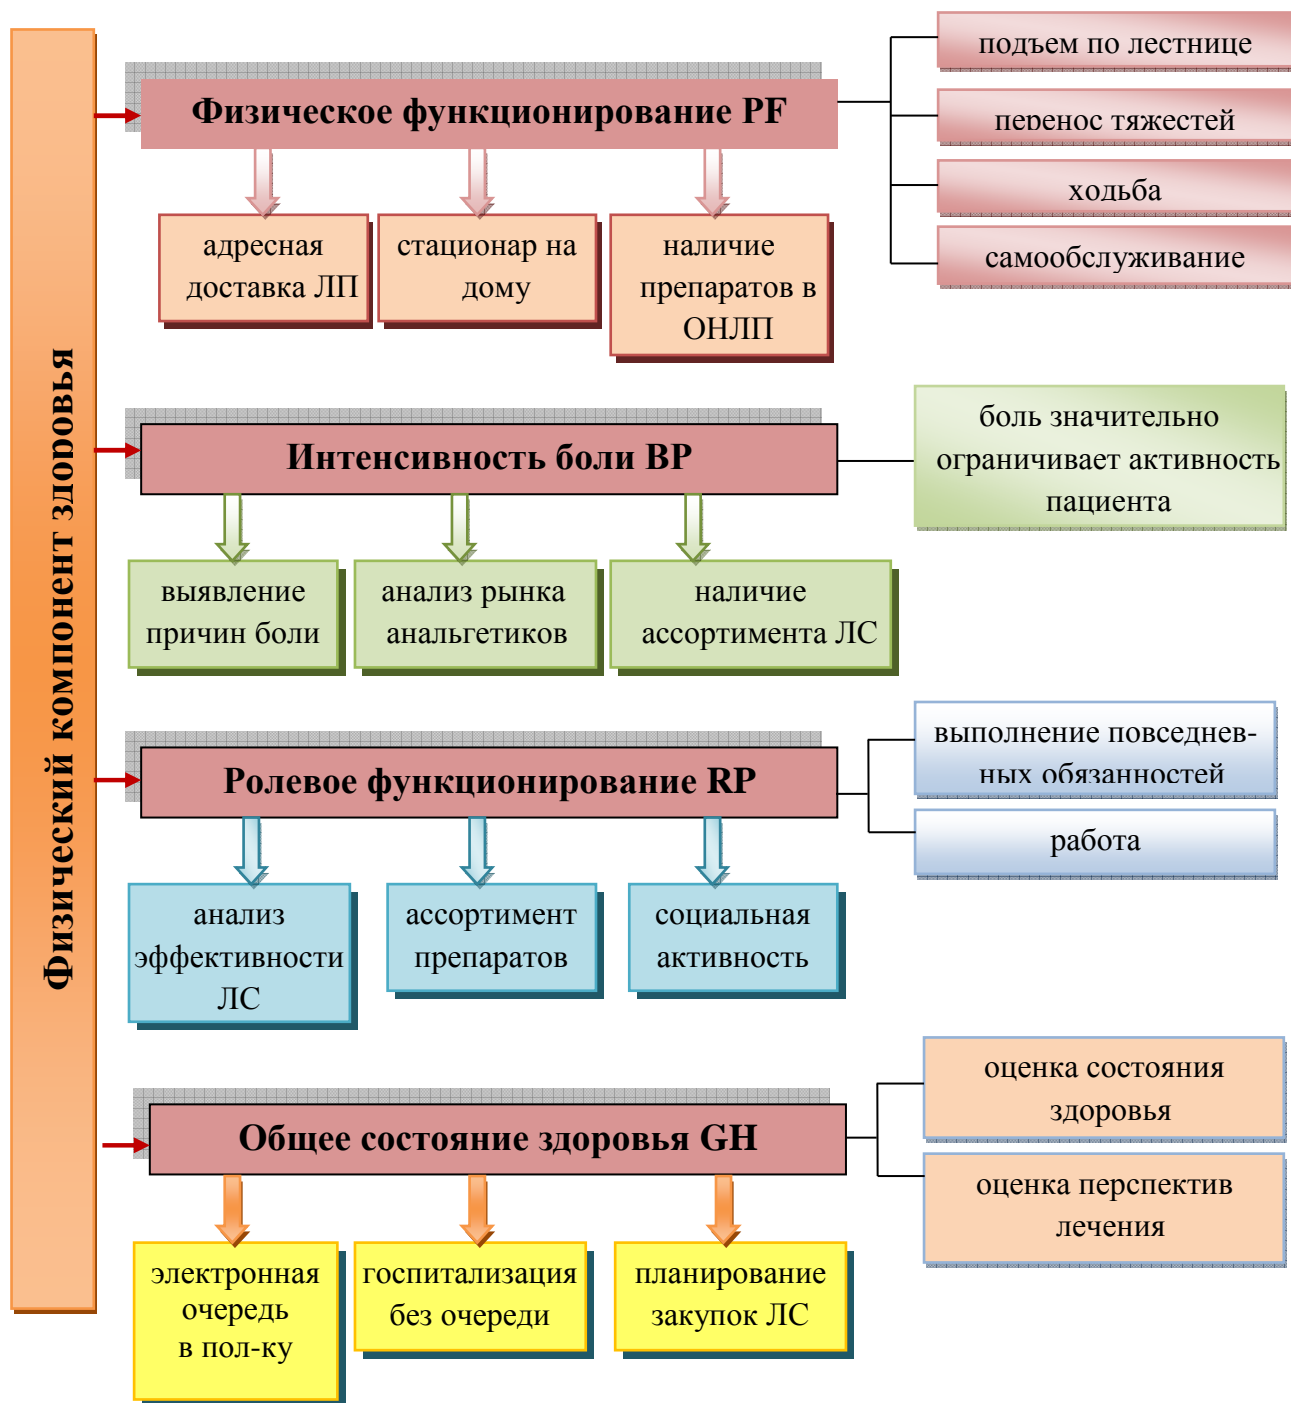 Физический компонент здоровья
Физическое функционирование PF
подъем по лестнице
перенос тяжестей
ходьба
самообслуживание
адресная
доставка ЛП
стационар на
дому
наличие
препаратов в
ОНЛП
Интенсивность боли BP
боль значительно
ограничивает активность
пациента
выявление
причин боли
анализ рынка
анальгетиков
наличие
ассортимента ЛС
Ролевое функционирование RP
выполнение повседнев-
ных обязанностей
работа
анализ
эффективности
ЛС
ассортимент
препаратов
социальная
активность
Общее состояние здоровья GH
оценка состояния
здоровья
оценка перспектив
лечения
электронная
очередь
в пол-ку
госпитализация
без очереди
планирование
закупок ЛС